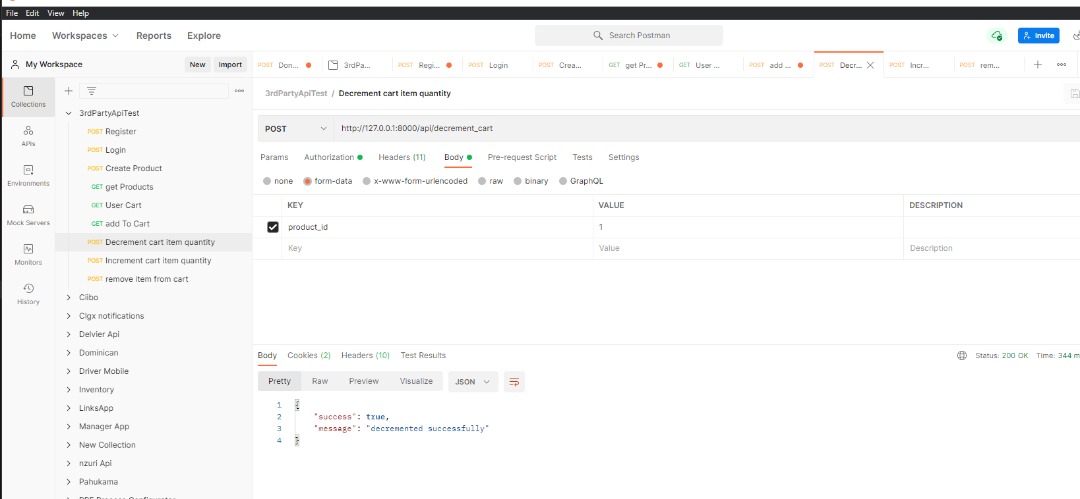 File Edit View Help
Home Workspaces Reports Explore Search Postman Invite
My Workspace New Import POST Don... 3rdPa... POST Regi... POST Login POST Crea... GET get Pr... GET User ... POST add ... POST Decr... POST Incr... POST rem...
Collections
APIs
Environments
Mock Servers
Monitors
History
3rdPartyApiTest
POST Register
POST Login
POST Create Product
GET get Products
GET User Cart
GET add To Cart
POST Decrement cart item quantity
POST Increment cart item quantity
POST remove item from cart
Ciibo
Clgx notifications
Delvier Api
Dominican
Driver Mobile
Inventory
LinksApp
Manager App
New Collection
nzuri Api
Pahukama
3rdPartyApiTest / Decrement cart item quantity
POST http://127.0.0.1:8000/api/decrement_cart
Params Authorization Headers (11) Body Pre-request Script Tests Settings
none form-data x-www-form-urlencoded raw binary GraphQL
KEY VALUE DESCRIPTION
product_id 1
Key Value Description
Body Cookies (2) Headers (10) Test Results Status: 200 OK Time: 344 m
Pretty Raw Preview Visualize JSON
1 {
2 "success": true,
3 "message": "decremented successfully"
4 }